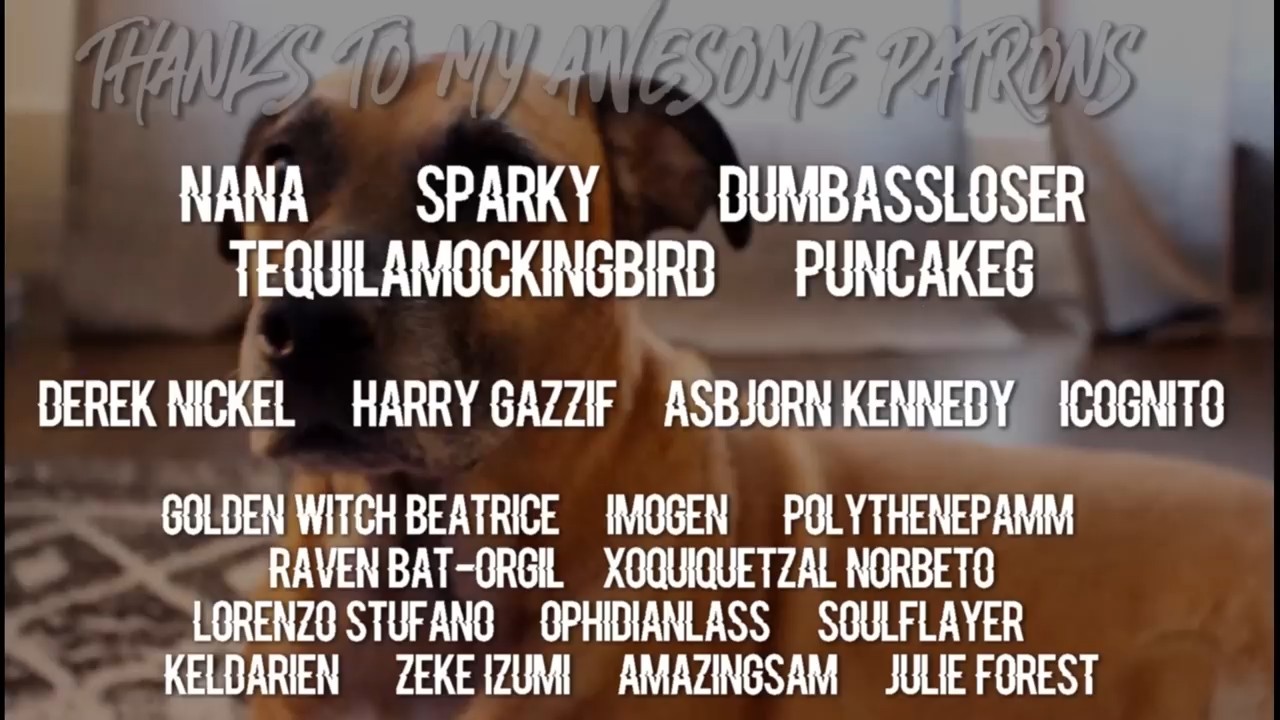 THANKS TO MY AWESOME PATRONS
NANA SPARKY DUMBASSLOSER
TEQUILAMOCKINGBIRD PUNCAKEG
DEREK NICKEL HARRY GAZZIF ASBJORN KENNEDY ICOGNITO
GOLDEN WITCH BEATRICE IMOGEN POLYTHENEPAMM
RAVEN BAT-ORGIL XOQUIQUETZAL NORBETO
LORENZO STUFANO OPHIDIANLASS SOULFLAYER
KELDARIEN ZEKE IZUMI AMAZINGSAM JULIE FOREST